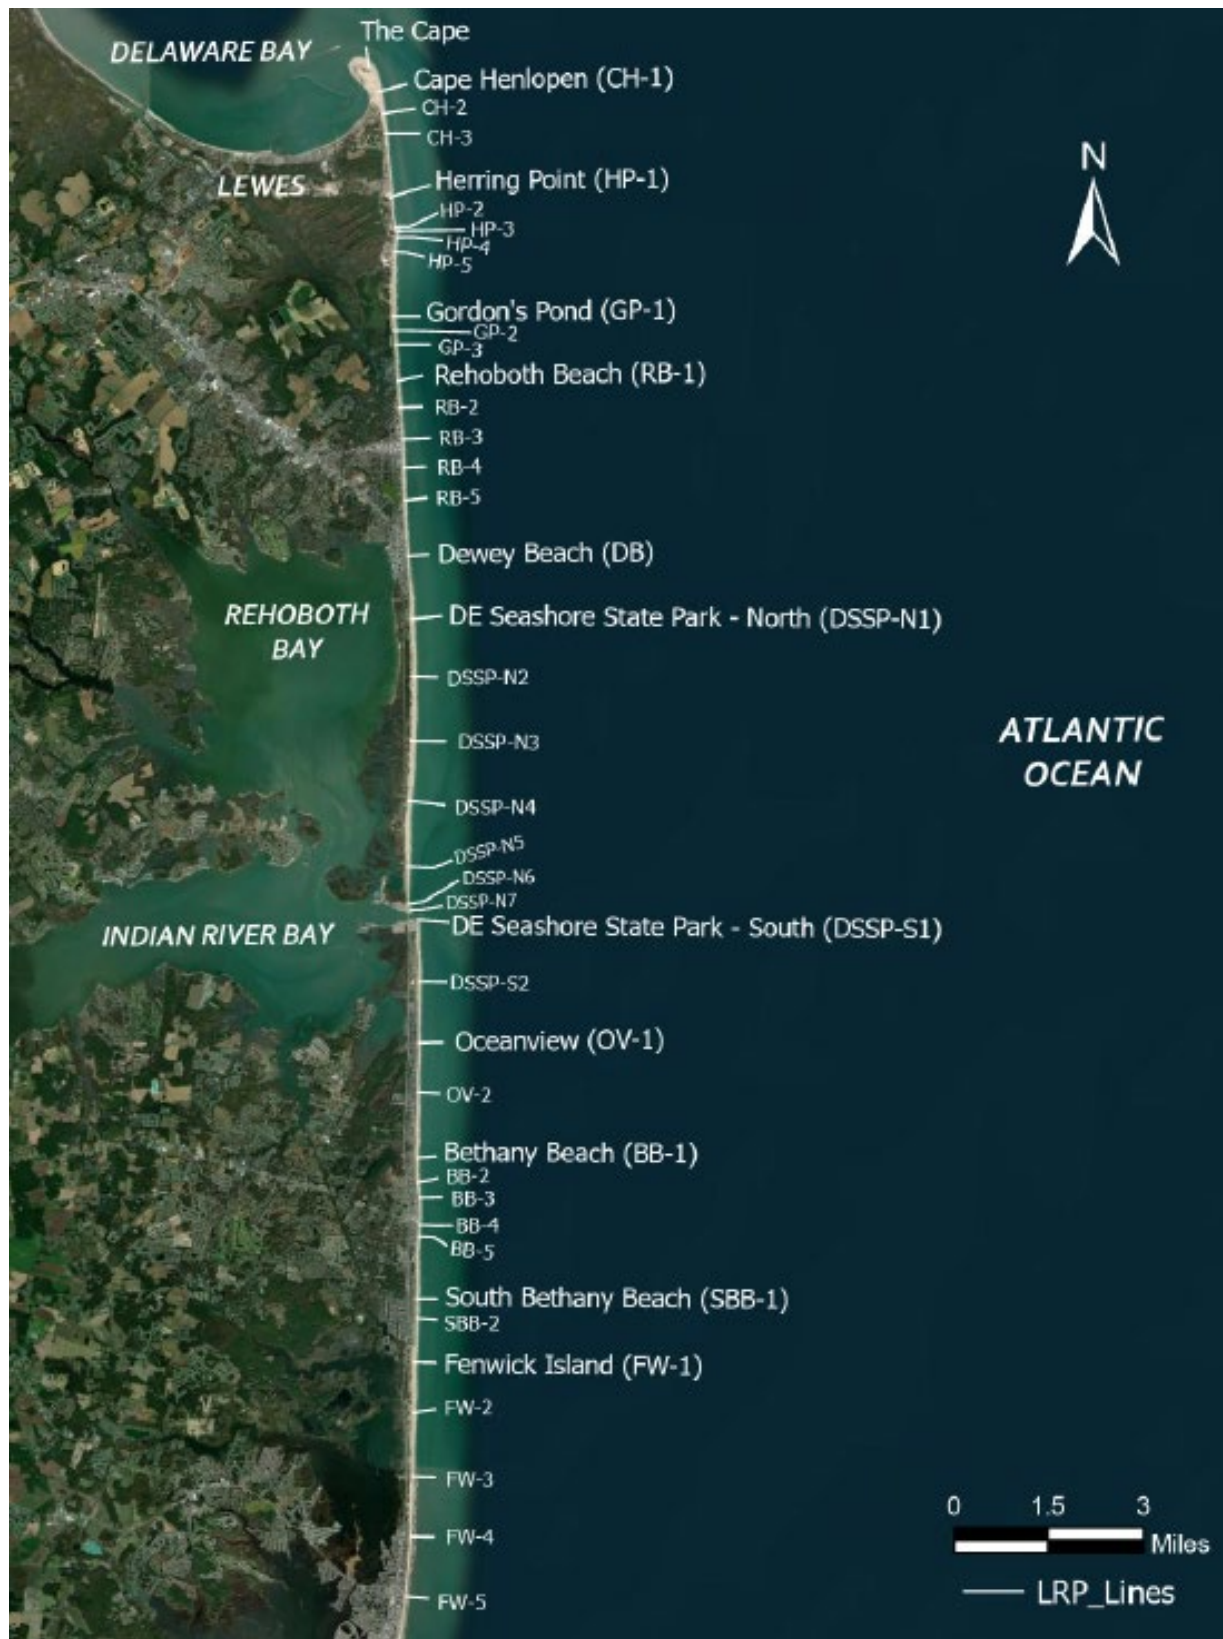 The Cape
DELAWARE BAY
Cape Henlopen (CH-1)
CH-2
CH-3
LEWES
Herring Point (HP-1)
HP-2
HP-3
HP-4
HP-5
N
Gordon's Pond (GP-1)
GP-2
GP-3
Rehoboth Beach (RB-1)
RB-2
RB-3
RB-4
RB-5
Dewey Beach (DB)
REHOBOTH
BAY
DE Seashore State Park - North (DSSP-N1)
DSSP-N2
DSSP-N3
ATLANTIC
OCEAN
DSSP-N4
DSSP-N5
DSSP-N6
DSSP-N7
DE Seashore State Park - South (DSSP-S1)
INDIAN RIVER BAY
DSSP-S2
Oceanview (OV-1)
OV-2
Bethany Beach (BB-1)
BB-2
BB-3
BB-4
BB-5
South Bethany Beach (SBB-1)
SBB-2
Fenwick Island (FW-1)
FW-2
FW-3
FW-4
FW-5
0 1.5 3
Miles
LRP_Lines